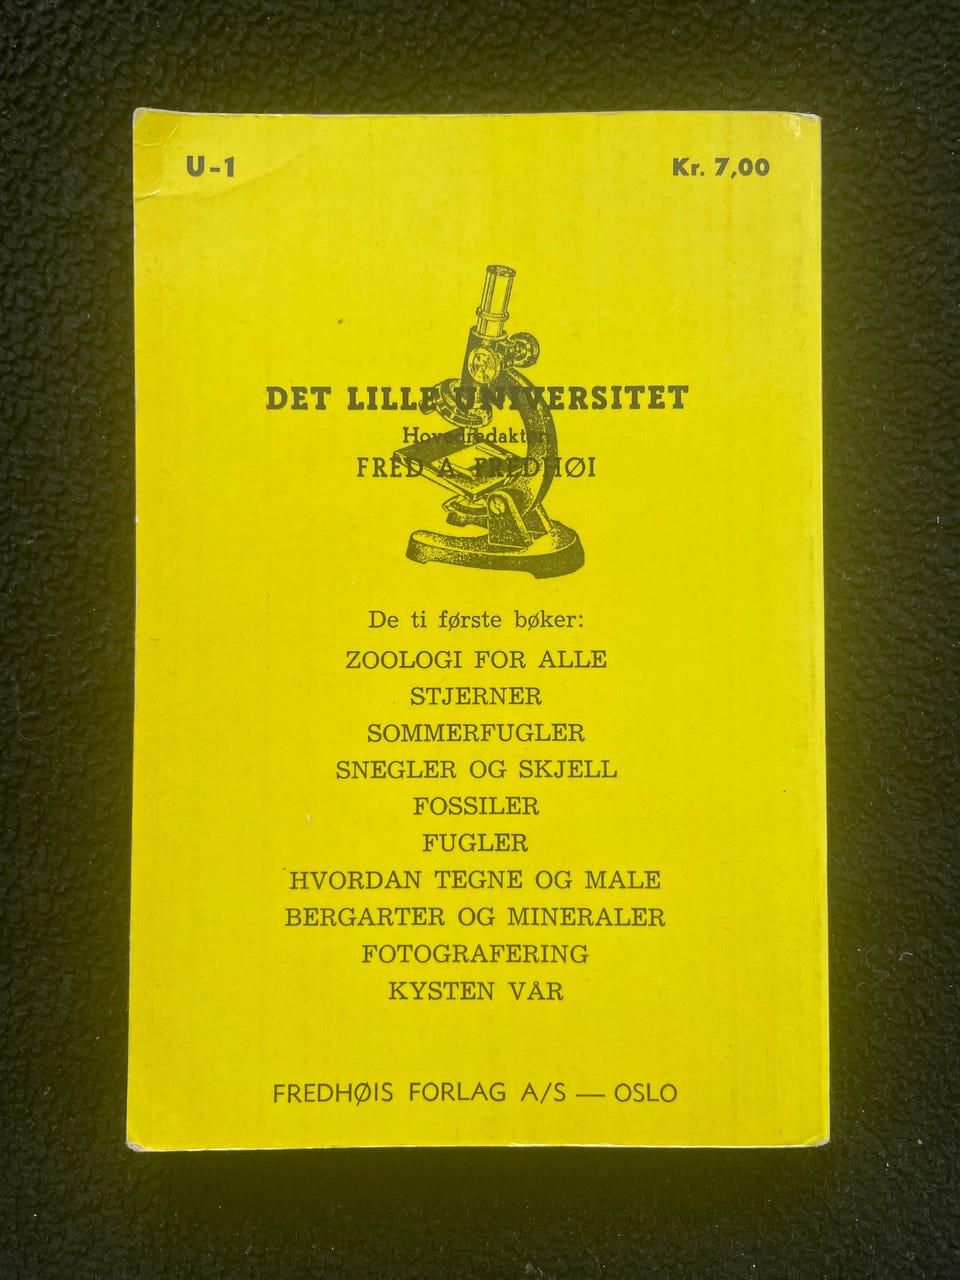 U-1
Kr. 7,00
DET LILLE UNIVERSITET
Hovedredaktør:
FRED A. FREDHØI
De ti første bøker:
ZOOLOGI FOR ALLE
STJERNER
SOMMERFUGLER
SNEGLER OG SKJELL
FOSSILER
FUGLER
HVORDAN TEGNE OG MALE
BERGARTER OG MINERALER
FOTOGRAFERING
KYSTEN VÅR
FREDHØIS FORLAG A/S — OSLO